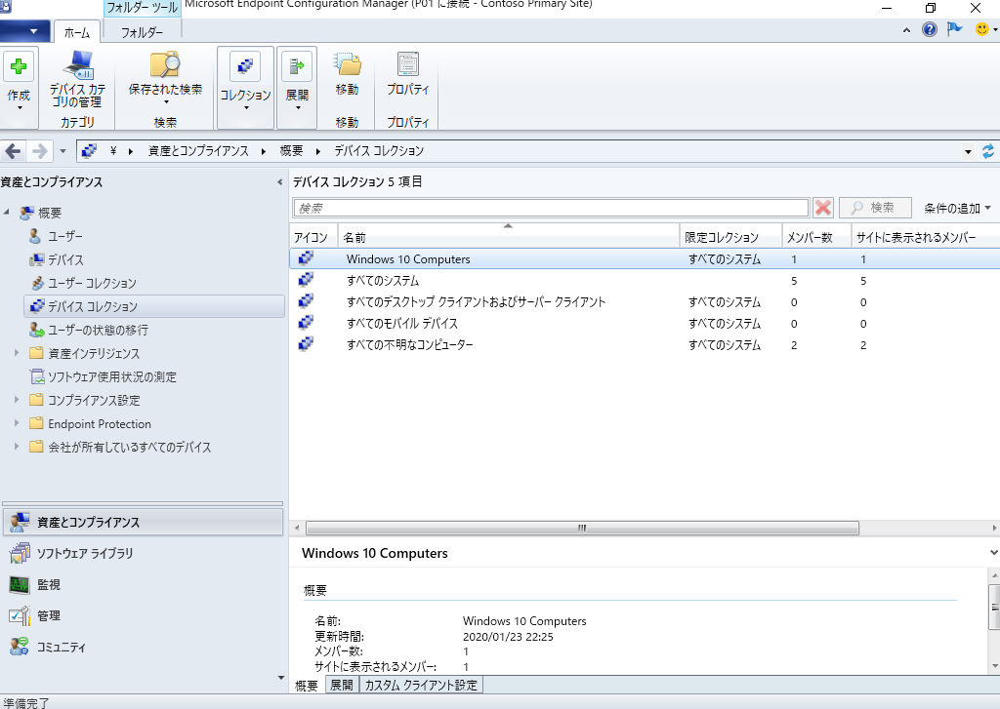 フォルダー ツール
Microsoft Endpoint Configuration Manager (P01 に接続 - Contoso Primary Site)
ホーム
フォルダー
作成
デバイス カテ
ゴリの管理
カテゴリ
保存された検索
検索
コレクション
展開
移動
移動
プロパティ
プロパティ
¥ 資産とコンプライアンス 概要 デバイス コレクション
資産とコンプライアンス
概要
ユーザー
デバイス
ユーザー コレクション
デバイス コレクション
ユーザーの状態の移行
資産インテリジェンス
ソフトウェア使用状況の測定
コンプライアンス設定
Endpoint Protection
会社が所有しているすべてのデバイス
資産とコンプライアンス
ソフトウェア ライブラリ
監視
管理
コミュニティ
デバイス コレクション 5 項目
検索
検索
条件の追加
アイコン 名前 限定コレクション メンバー数 サイトに表示されるメンバー
Windows 10 Computers すべてのシステム 1 1
すべてのシステム 5 5
すべてのデスクトップ クライアントおよびサーバー クライアント すべてのシステム 0 0
すべてのモバイル デバイス すべてのシステム 0 0
すべての不明なコンピューター すべてのシステム 2 2
Windows 10 Computers
概要
名前: Windows 10 Computers
更新時間: 2020/01/23 22:25
メンバー数: 1
サイトに表示されるメンバー: 1
概要 展開 カスタム クライアント設定
準備完了